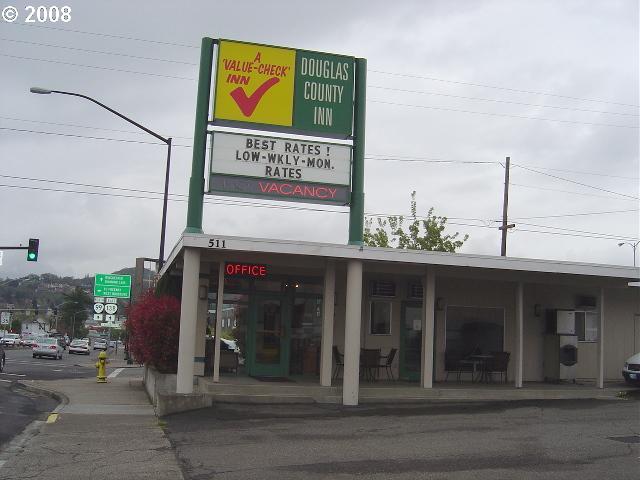 © 2008
A
"VALUE-CHECK"
INN
DOUGLAS
COUNTY
INN
BEST RATES !
LOW-WKLY-MON.
RATES
VACANCY
511
OFFICE